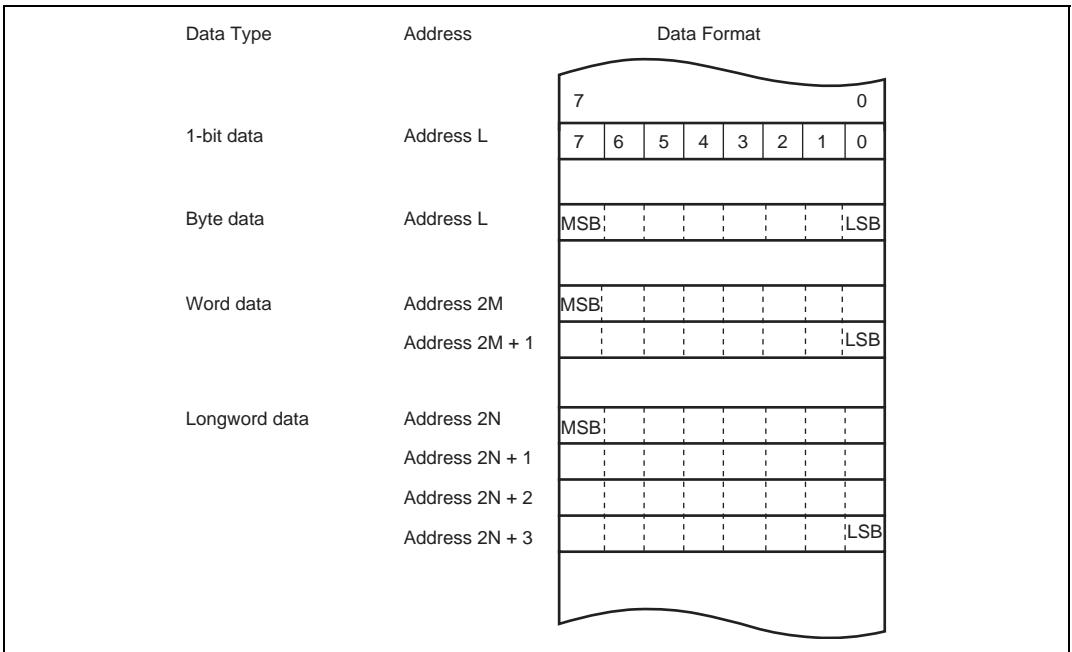 Data Type Address Data Format
7 0
1-bit data Address L 7 6 5 4 3 2 1 0
Byte data Address L MSB LSB
Word data Address 2M MSB
Address 2M + 1 LSB
Longword data Address 2N MSB
Address 2N + 1
Address 2N + 2
Address 2N + 3 LSB